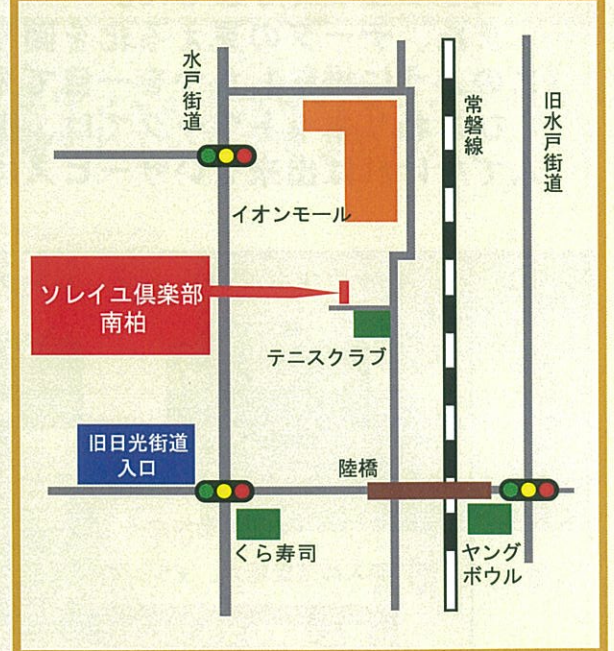 水戸街道
常磐線
旧水戸街道
イオンモール
ソレイユ倶楽部
南柏
テニスクラブ
旧日光街道
入口
陸橋
くら寿司
ヤング
ボウル